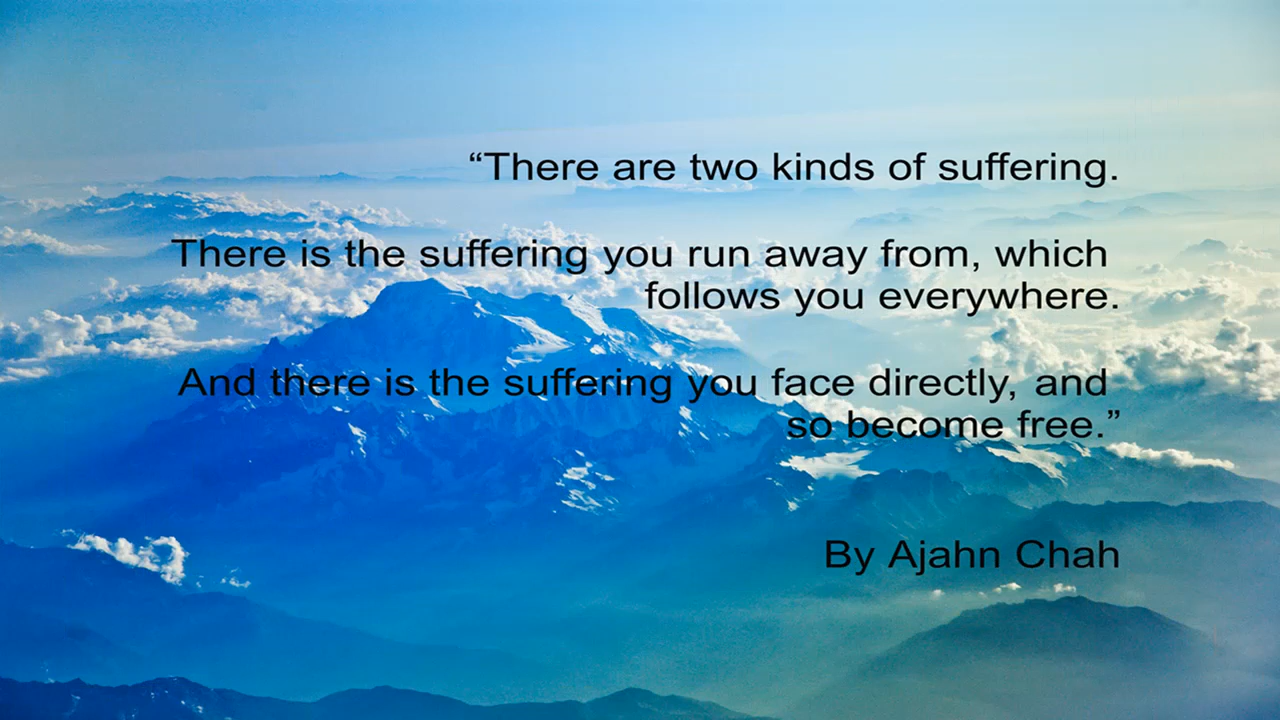 “There are two kinds of suffering.
There is the suffering you run away from, which
follows you everywhere.
And there is the suffering you face directly, and
so become free.”
By Ajahn Chah